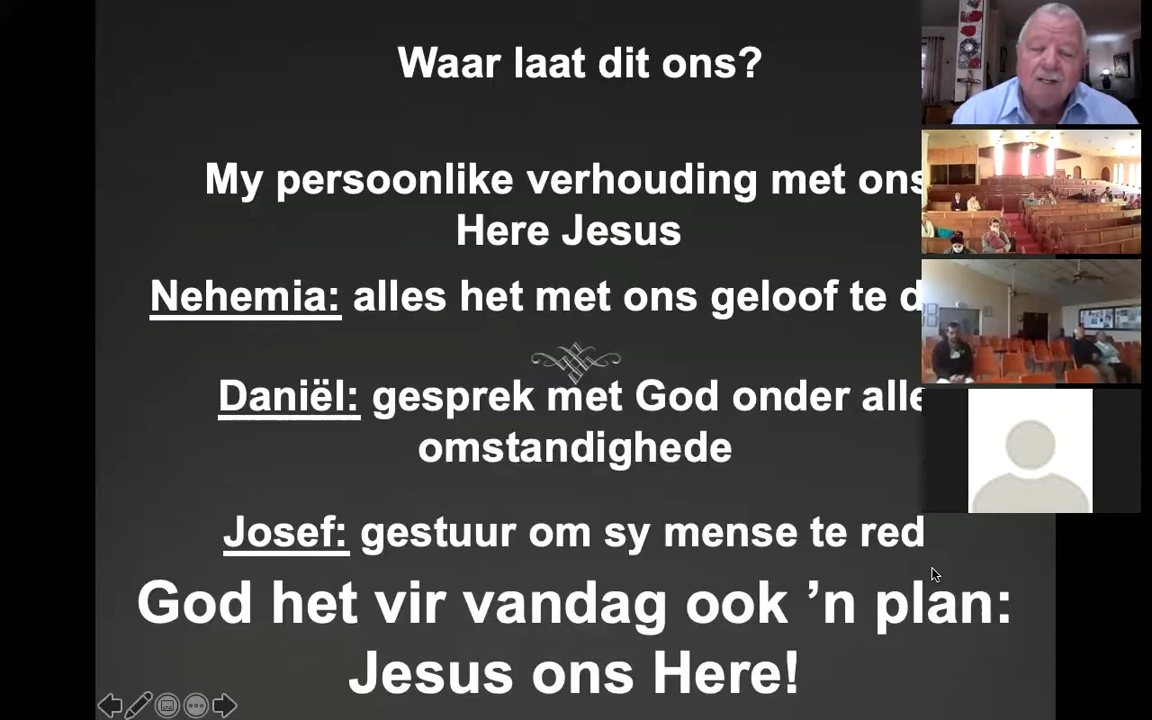 Waar laat dit ons?
My persoonlike verhouding met ons
Here Jesus
Nehemia: alles het met ons geloof te
Daniël: gesprek met God onder alle
omstandighede
Josef: gestuur om sy mense te red
God het vir vandag ook ’n plan:
Jesus ons Here!